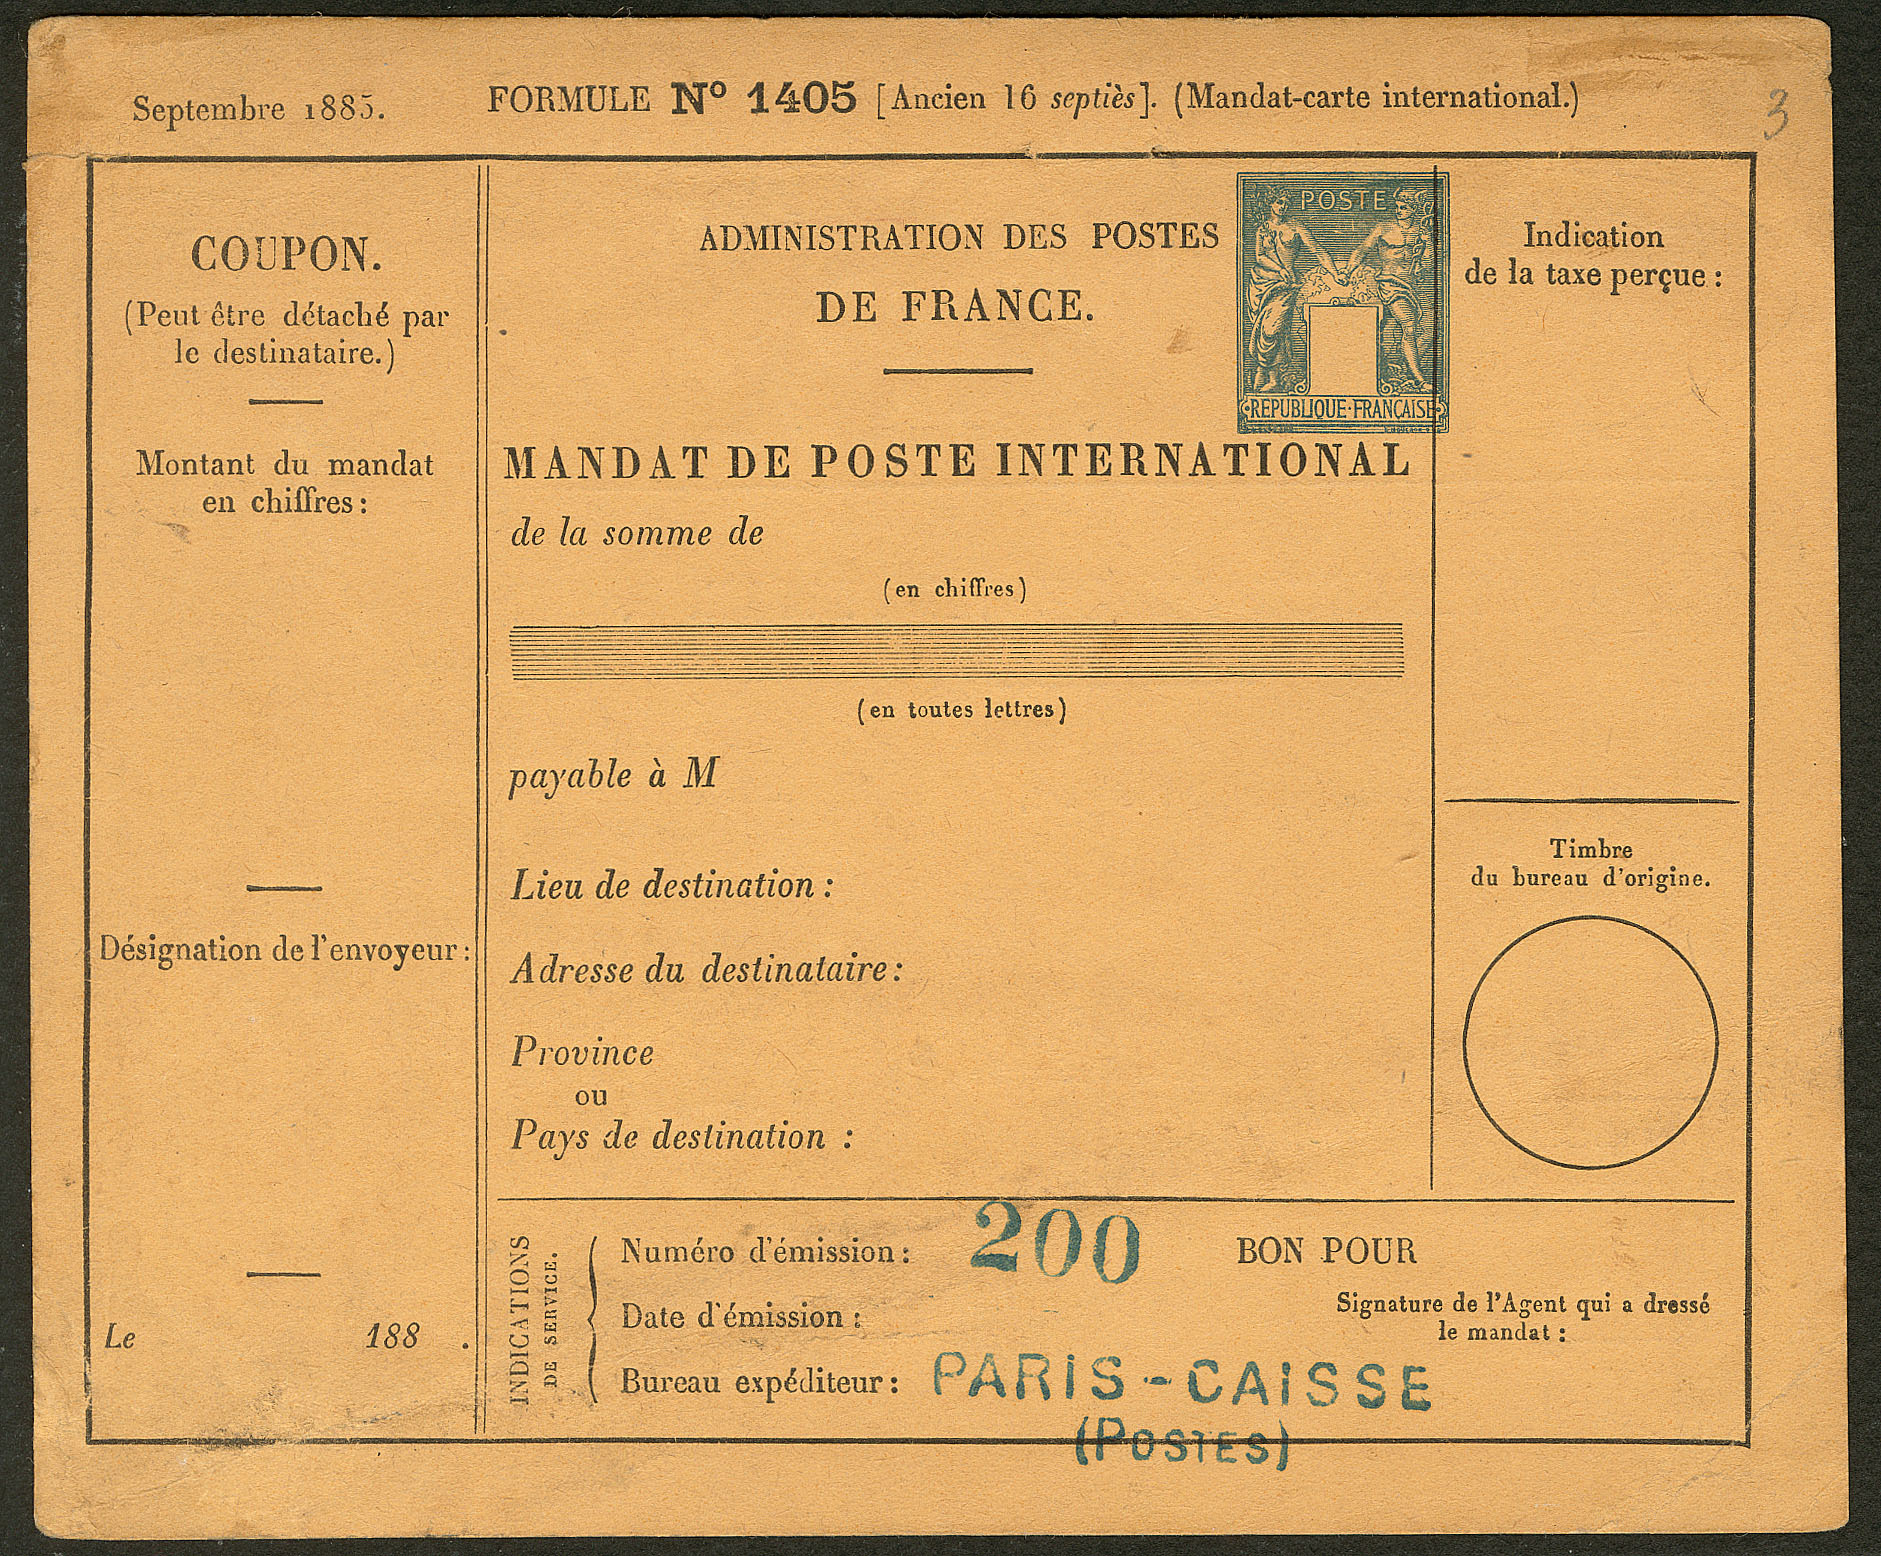 Septembre 1885.
FORMULE Nº 1405 [Ancien 16 septiès]. (Mandat-carte international.)
3
COUPON.
(Peut être détaché par
le destinataire.)
Montant du mandat
en chiffres :
Désignation de l'envoyeur :
Le 188 .
ADMINISTRATION DES POSTES
DE FRANCE.
POSTE
REPUBLIQUE·FRANÇAISE
MANDAT DE POSTE INTERNATIONAL
de la somme de
(en chiffres)
(en toutes lettres)
payable à M
Lieu de destination :
Adresse du destinataire :
Province
ou
Pays de destination :
Indication
de la taxe perçue :
Timbre
du bureau d'origine.
INDICATIONS
DE SERVICE.
Numéro d'émission : 200
Date d'émission :
Bureau expéditeur : PARIS-CAISSE
(POSTES)
BON POUR
Signature de l'Agent qui a dressé
le mandat :